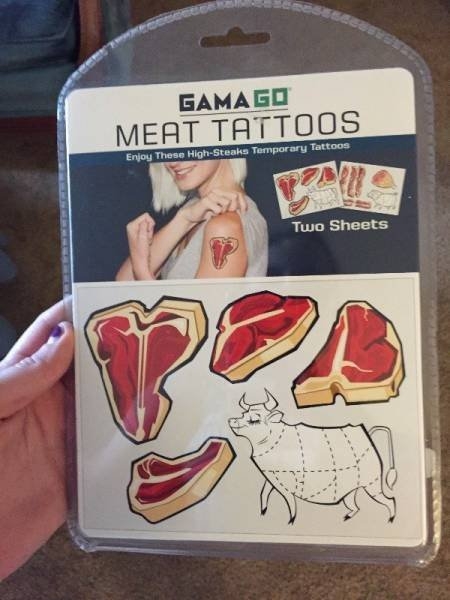 GAMAGO
MEAT TATTOOS
Enjoy These High-Steaks Temporary Tattoos
Two Sheets